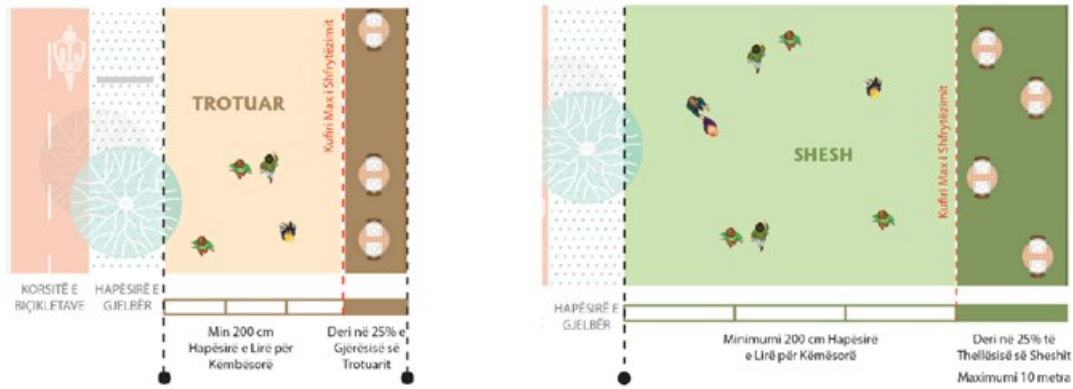 TROTUAR
Kufiri Max i Shfrytëzimit
KORSITË E
BIÇIKLETAVE
HAPËSIRË E
GJELBËR
Min 200 cm
Hapësirë e Lirë për
Këmbësorë
Deri në 25% e
Gjërësisë së
Trotuarit
SHESH
Kufiri Max i Shfrytëzimit
HAPËSIRË E
GJELBËR
Minimumi 200 cm Hapësirë
e Lirë për Këmësorë
Deri në 25% të
Thellësisë së Sheshit
Maximumi 10 metra